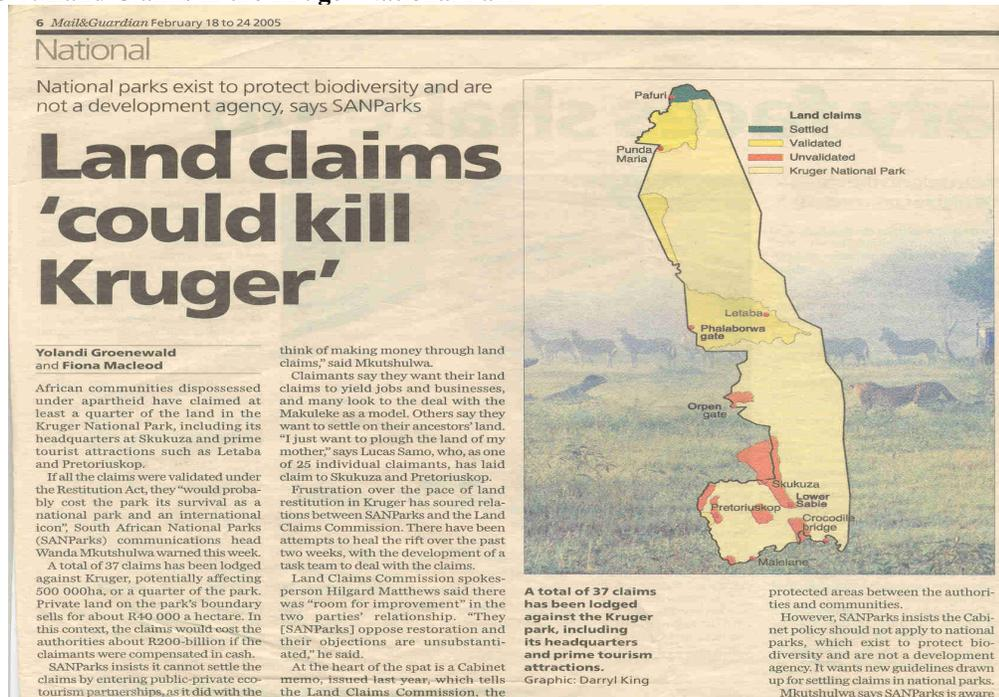 6 Mail&Guardian February 18 to 24 2005
National
National parks exist to protect biodiversity and are
not a development agency, says SANParks
Land claims
‘could kill
Kruger’
Yolandi Groenewald
and Fiona Macleod
African communities dispossessed
under apartheid have claimed at
least a quarter of the land in the
Kruger National Park, including its
headquarters at Skukuza and prime
tourist attractions such as Letaba
and Pretoriuskop.
If all the claims were validated under
the Restitution Act, they “would proba-
bly cost the park its survival as a
national park and an international
icon”, South African National Parks
(SANParks) communications head
Wanda Mkutshulwa warned this week.
A total of 37 claims has been lodged
against Kruger, potentially affecting
500 000ha, or a quarter of the park.
Private land on the park’s boundary
sells for about R40 000 a hectare. In
this context, the claims would cost the
authorities about R200-billion if the
claimants were compensated in cash.
SANParks insists it cannot settle the
claims by entering public-private eco-
tourism partnerships, as it did with the
think of making money through land
claims,” said Mkutshulwa.
Claimants say they want their land
claims to yield jobs and businesses,
and many look to the deal with the
Makuleke as a model. Others say they
want to settle on their ancestors’ land.
“I just want to plough the land of my
mother,” says Lucas Samo, who, as one
of 25 individual claimants, has laid
claim to Skukuza and Pretoriuskop.
Frustration over the pace of land
restitution in Kruger has soured rela-
tions between SANParks and the Land
Claims Commission. There have been
attempts to heal the rift over the past
two weeks, with the development of a
task team to deal with the claims.
Land Claims Commission spokes-
person Hilgard Matthews said there
was “room for improvement” in the
two parties’ relationship. “They
[SANParks] oppose restoration and
their objections are unsubstanti-
ated,” he said.
At the heart of the spat is a Cabinet
memo, issued last year, which tells
the Land Claims Commission, the
Pafuri
Punda
Maria
Land claims
Settled
Validated
Unvalidated
Kruger National Park
Letaba
Phalaborwa
gate
Orpen
gate
Skukuza
Lower
Sabie
Pretoriuskop
Crocodile
bridge
Malelane
A total of 37 claims
has been lodged
against the Kruger
park, including
its headquarters
and prime tourism
attractions.
Graphic: Darryl King
protected areas between the authori-
ties and communities.
However, SANParks insists the Cabi-
net policy should not apply to national
parks, which exist to protect bio-
diversity and are not a development
agency. It wants new guidelines drawn
up for settling claims in national parks.
Mkutshulwa says SANParks is aware